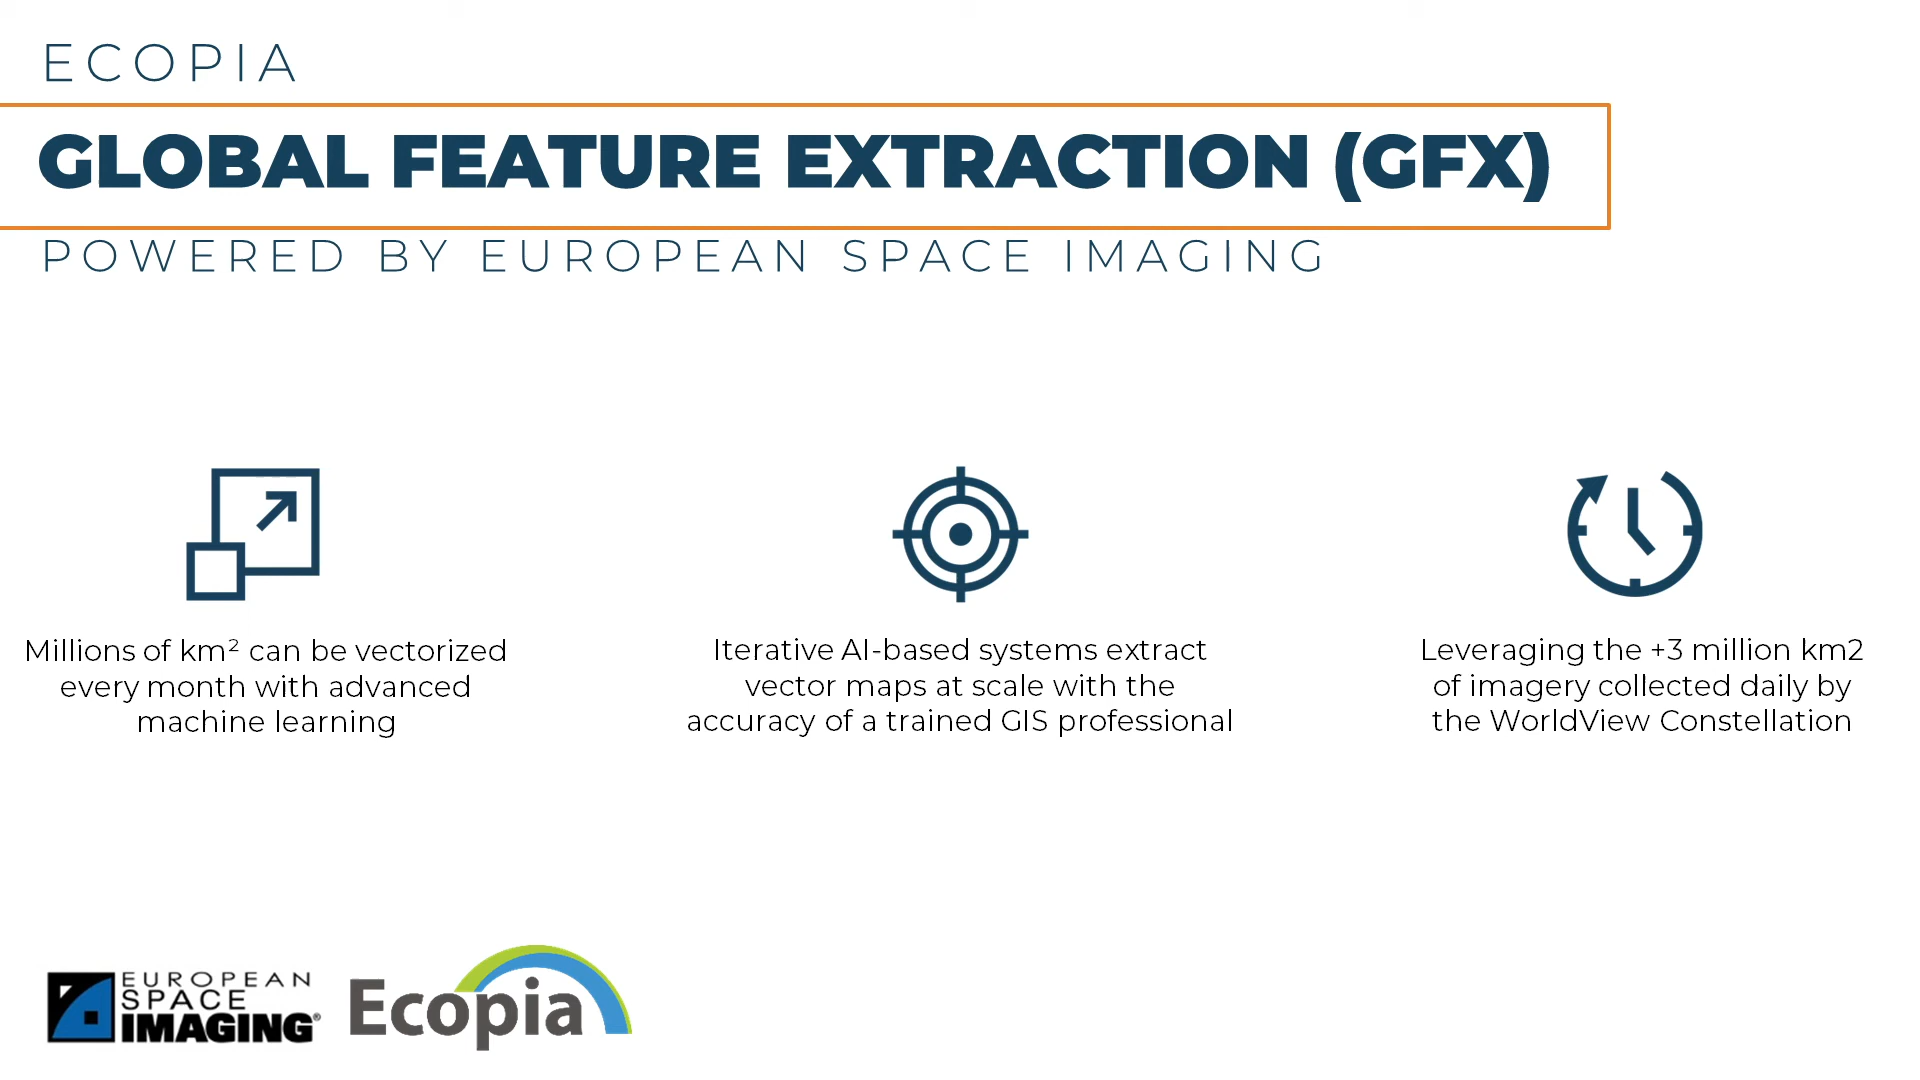 ECOPIA
GLOBAL FEATURE EXTRACTION (GFX)
POWERED BY EUROPEAN SPACE IMAGING
Millions of km² can be vectorized
every month with advanced
machine learning
Iterative AI-based systems extract
vector maps at scale with the
accuracy of a trained GIS professional
Leveraging the +3 million km2
of imagery collected daily by
the WorldView Constellation
EUROPEAN
SPACE
IMAGING®
Ecopia